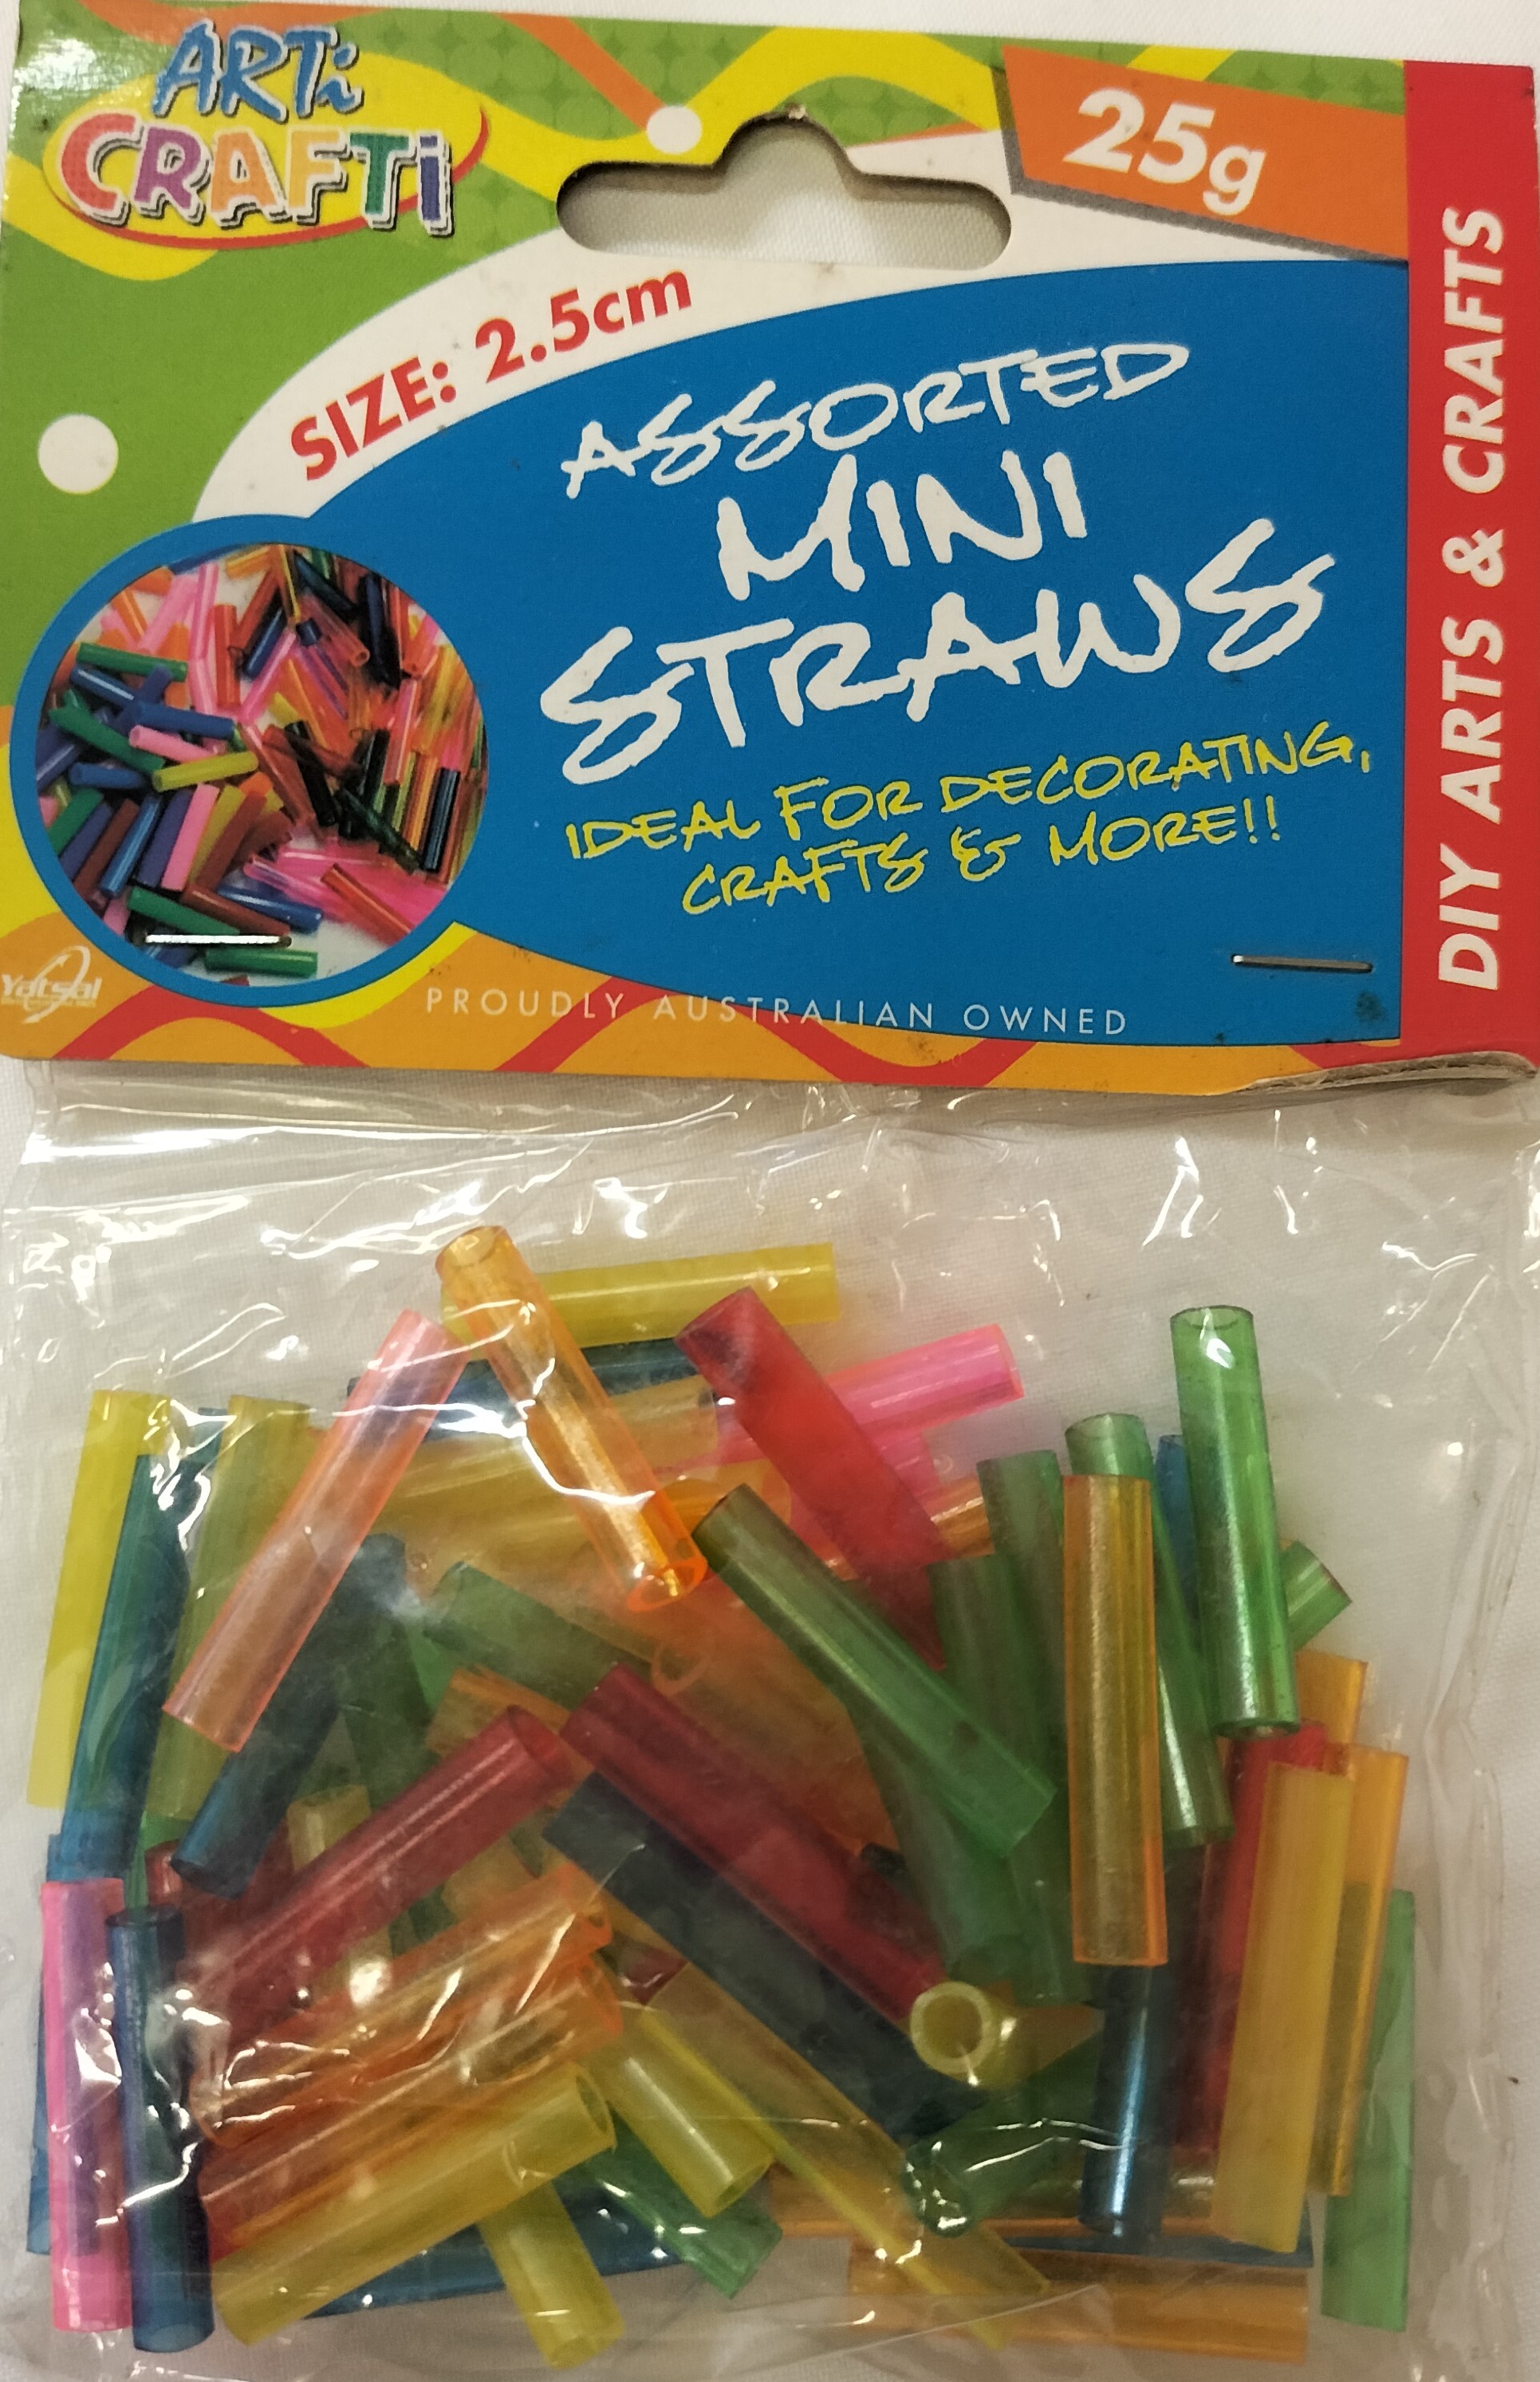 ARTi
CRAFTi
25g
SIZE: 2.5cm
ASSORTED
MINI
STRAWS
IDEAL FOR DECORATING,
CRAFTS & MORE!!
DIY ARTS & CRAFTS
Yatsal
PROUDLY AUSTRALIAN OWNED